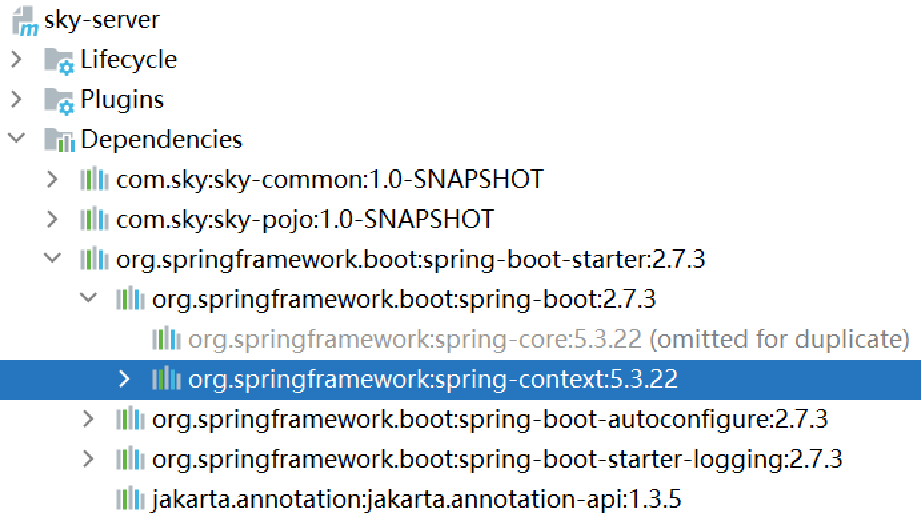 sky-server
Lifecycle
Plugins
Dependencies
com.sky:sky-common:1.0-SNAPSHOT
com.sky:sky-pojo:1.0-SNAPSHOT
org.springframework.boot:spring-boot-starter:2.7.3
org.springframework.boot:spring-boot:2.7.3
org.springframework:spring-core:5.3.22 (omitted for duplicate)
org.springframework:spring-context:5.3.22
org.springframework.boot:spring-boot-autoconfigure:2.7.3
org.springframework.boot:spring-boot-starter-logging:2.7.3
jakarta.annotation:jakarta.annotation-api:1.3.5